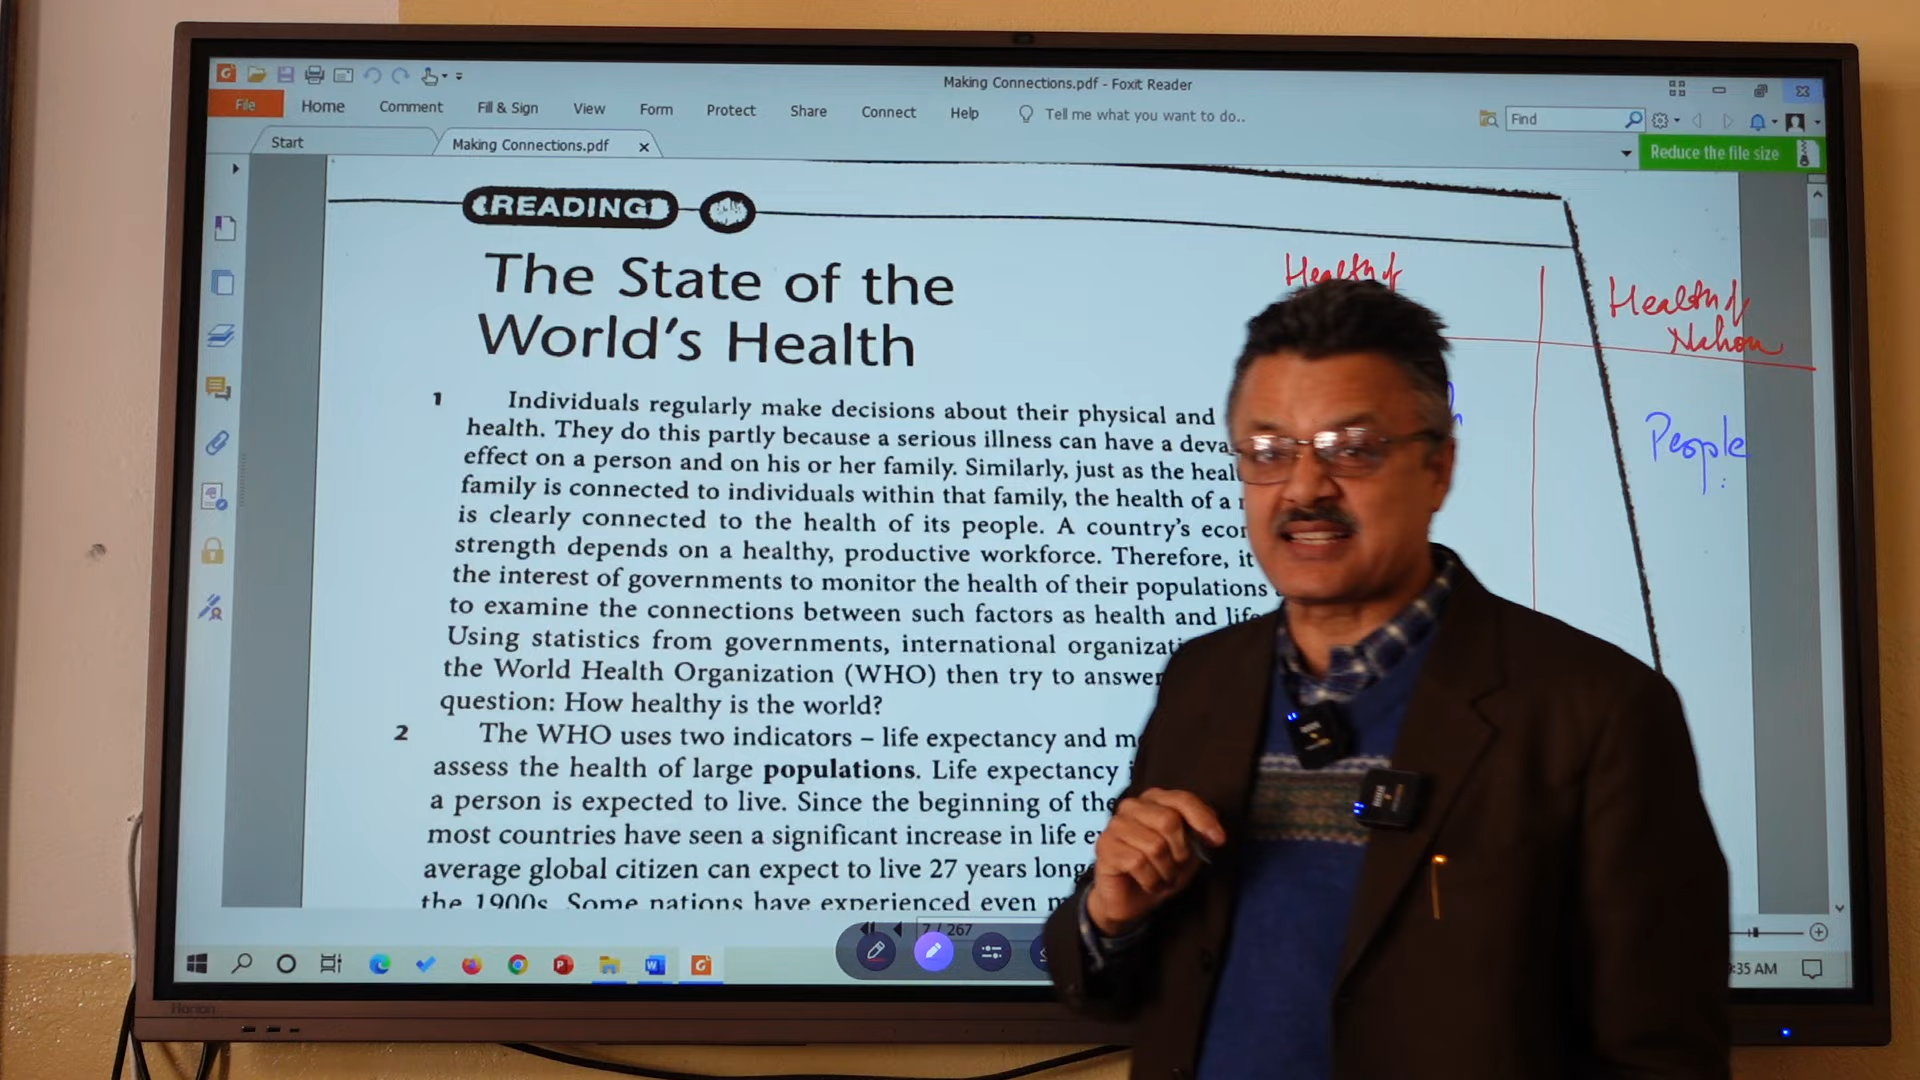 Making Connections.pdf - Foxit Reader
File Home Comment Fill & Sign View Form Protect Share Connect Help Tell me what you want to do.. Find
Start Making Connections.pdf x Reduce the file size
READING
The State of the
World's Health
Health of
Health of
Nation
People
1 Individuals regularly make decisions about their physical and
health. They do this partly because a serious illness can have a deva
effect on a person and on his or her family. Similarly, just as the heal
family is connected to individuals within that family, the health of a
is clearly connected to the health of its people. A country's econ
strength depends on a healthy, productive workforce. Therefore, it
the interest of governments to monitor the health of their populations
to examine the connections between such factors as health and life
Using statistics from governments, international organizati
the World Health Organization (WHO) then try to answer
question: How healthy is the world?
2 The WHO uses two indicators – life expectancy and m
assess the health of large populations. Life expectancy
a person is expected to live. Since the beginning of the
most countries have seen a significant increase in life e
average global citizen can expect to live 27 years long
the 1900s. Some nations have experienced even m
7 / 267
:35 AM